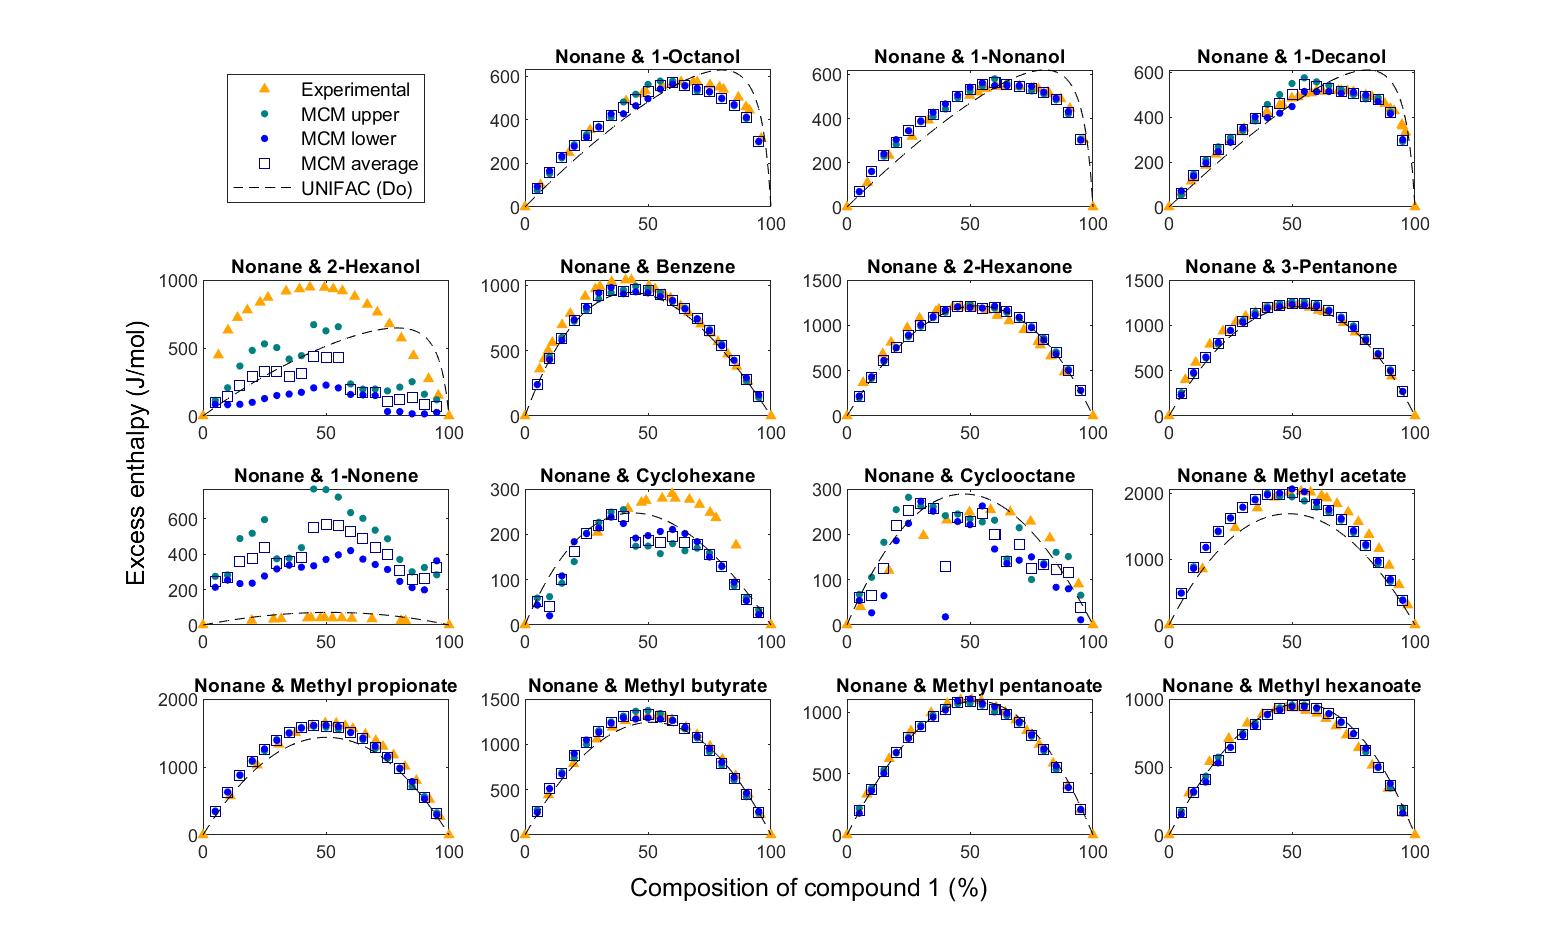 Experimental
MCM upper
MCM lower
MCM average
UNIFAC (Do)
Nonane & 1-Octanol
600
400
200
0
0 50 100
Nonane & 1-Nonanol
600
400
200
0
0 50 100
Nonane & 1-Decanol
600
400
200
0
0 50 100
Nonane & 2-Hexanol
1000
500
0
0 50 100
Nonane & Benzene
1000
500
0
0 50 100
Nonane & 2-Hexanone
1500
1000
500
0
0 50 100
Nonane & 3-Pentanone
1500
1000
500
0
0 50 100
Excess enthalpy (J/mol)
Nonane & 1-Nonene
600
400
200
0
0 50 100
Nonane & Cyclohexane
300
200
100
0
0 50 100
Nonane & Cyclooctane
300
200
100
0
0 50 100
Nonane & Methyl acetate
2000
1000
0
0 50 100
Nonane & Methyl propionate
2000
1000
0
0 50 100
Nonane & Methyl butyrate
1500
1000
500
0
0 50 100
Nonane & Methyl pentanoate
1000
500
0
0 50 100
Nonane & Methyl hexanoate
1000
500
0
0 50 100
Composition of compound 1 (%)